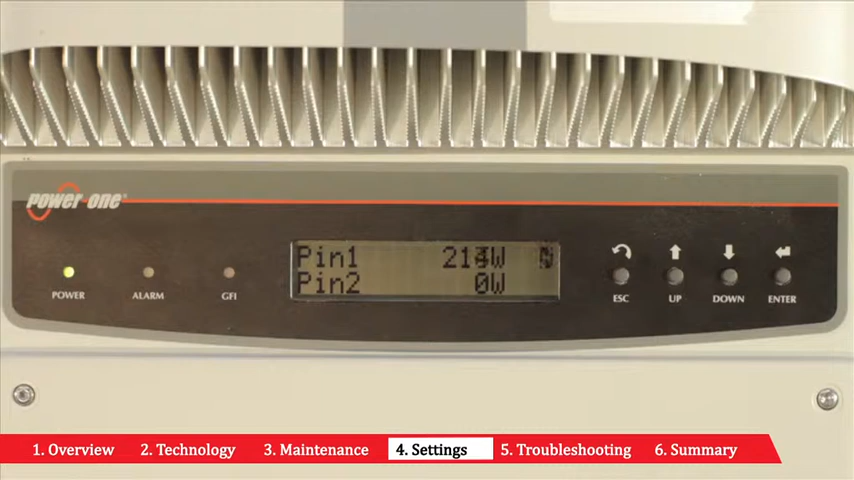 power-one
Pin1 214W N
Pin2 0W
POWER
ALARM
GFI
ESC
UP
DOWN
ENTER
1. Overview
2. Technology
3. Maintenance
4. Settings
5. Troubleshooting
6. Summary